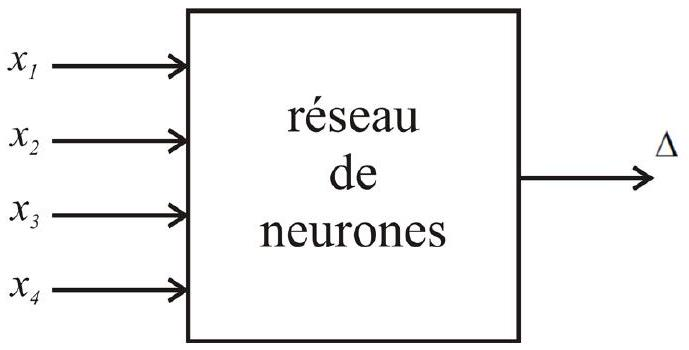 x₁
x₂
x₃
x₄
réseau
de
neurones
Δ